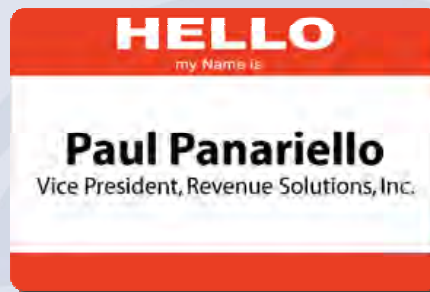 HELLO
my Name is
Paul Panariello
Vice President, Revenue Solutions, Inc.